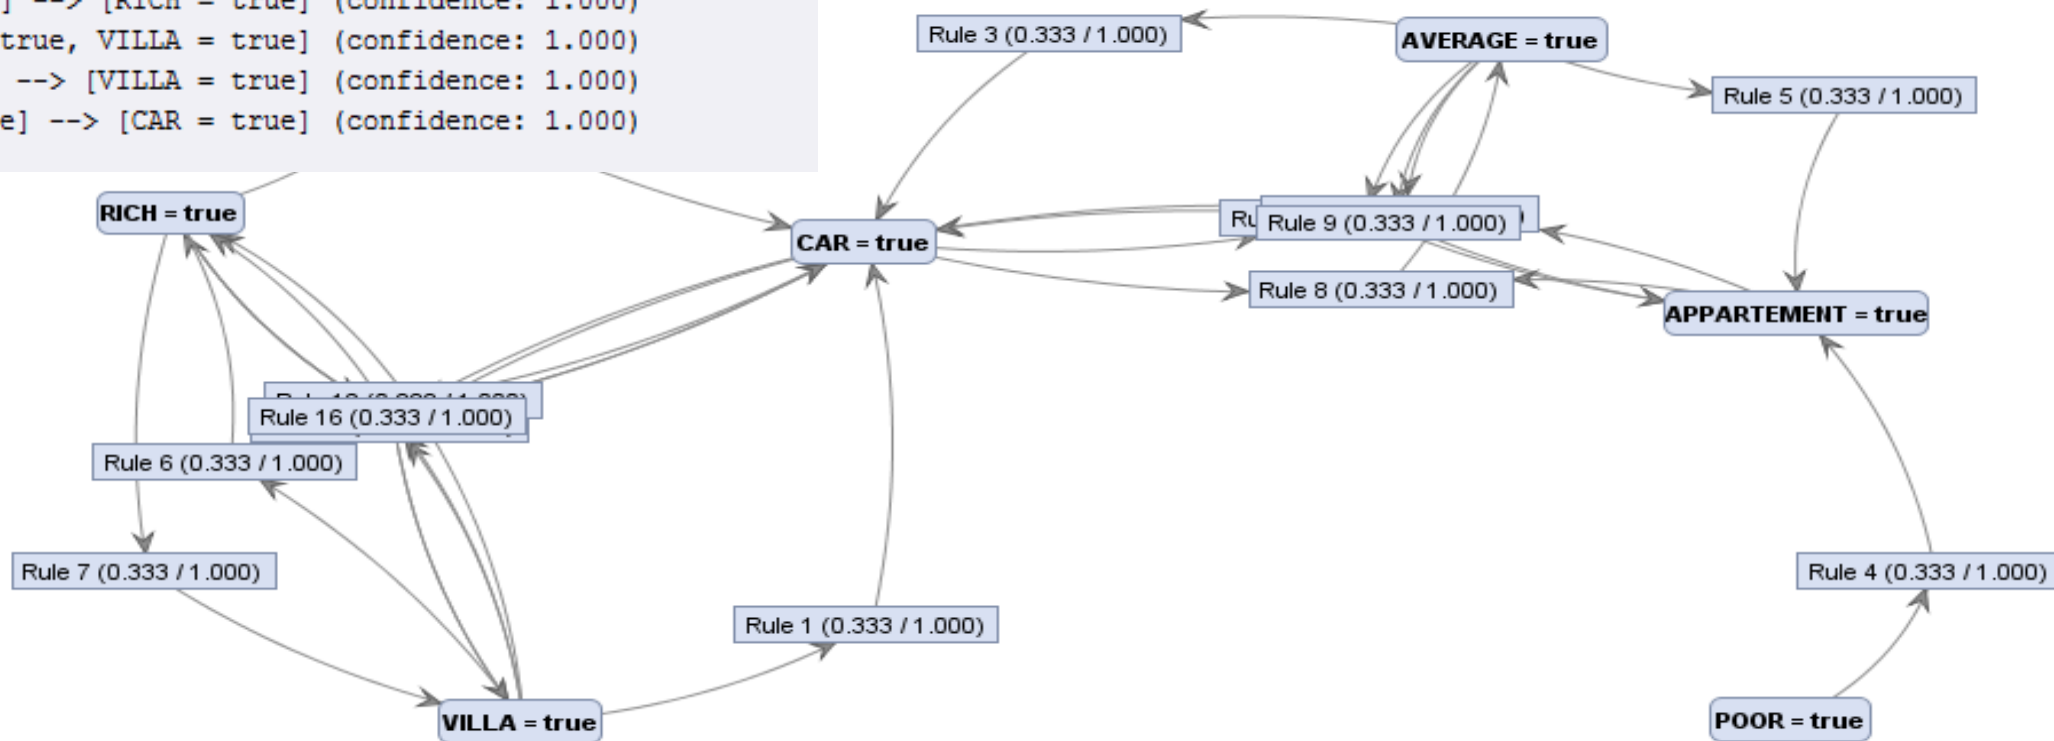 ] --> [RICH = true] (confidence: 1.000)
true, VILLA = true] (confidence: 1.000)
--> [VILLA = true] (confidence: 1.000)
e] --> [CAR = true] (confidence: 1.000)
Rule 3 (0.333 / 1.000)
AVERAGE = true
Rule 5 (0.333 / 1.000)
RICH = true
CAR = true
Rule 9 (0.333 / 1.000)
Rule 8 (0.333 / 1.000)
APPARTEMENT = true
Rule 16 (0.333 / 1.000)
Rule 6 (0.333 / 1.000)
Rule 7 (0.333 / 1.000)
Rule 4 (0.333 / 1.000)
Rule 1 (0.333 / 1.000)
VILLA = true
POOR = true